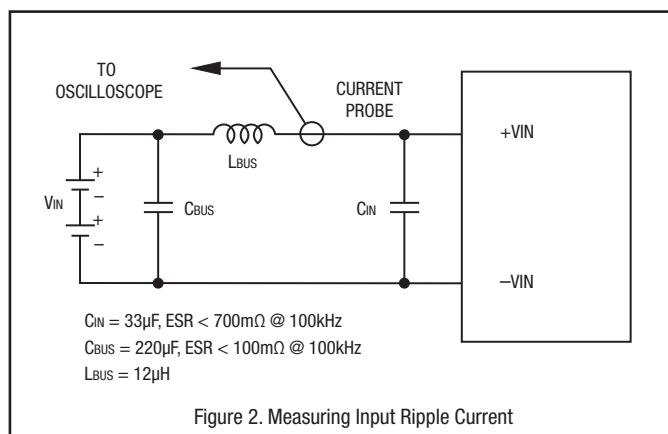 TO
OSCILLOSCOPE
CURRENT
PROBE
+VIN
LBUS
+
−
VIN
+
−
CBUS
CIN
−VIN
CIN = 33µF, ESR < 700mΩ @ 100kHz
CBUS = 220µF, ESR < 100mΩ @ 100kHz
LBUS = 12µH
Figure 2. Measuring Input Ripple Current